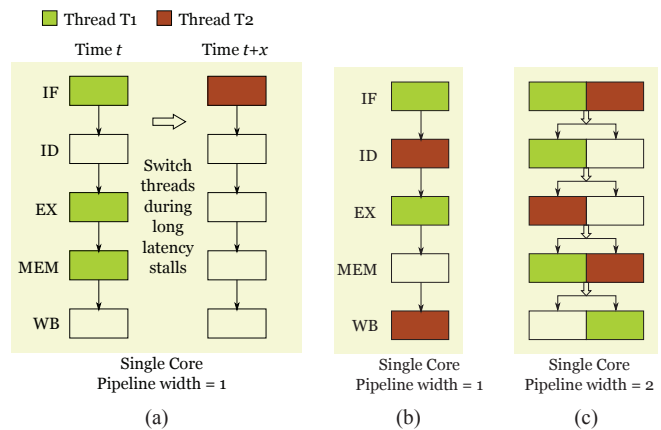 Thread T1 Thread T2
Time t Time t+x
IF
ID
EX
MEM
WB
Switch
threads
during
long
latency
stalls
Single Core
Pipeline width = 1
(a)
IF
ID
EX
MEM
WB
Single Core
Pipeline width = 1
(b)
Single Core
Pipeline width = 2
(c)